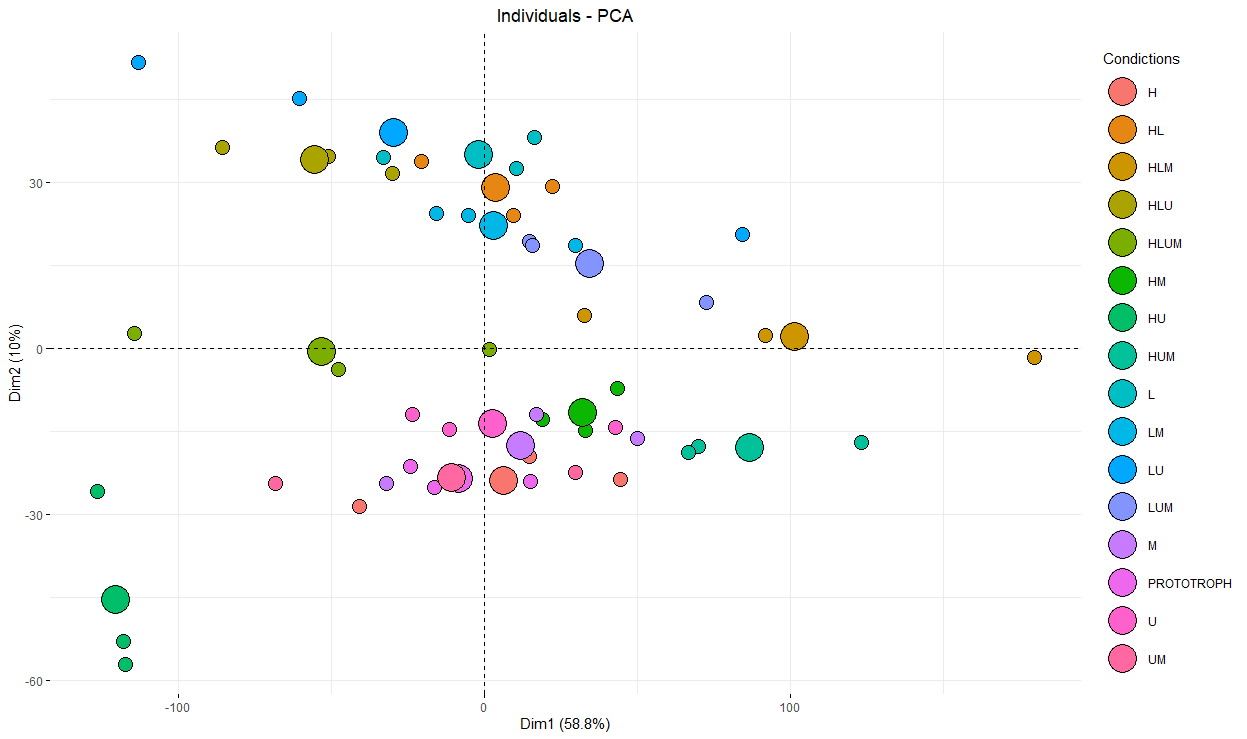 Individuals - PCA
Condictions
H
HL
HLM
HLU
HLUM
HM
HU
HUM
L
LM
LU
LUM
M
PROTOTROPH
U
UM
Dim2 (10%)
30
0
-30
-60
-100
0
100
Dim1 (58.8%)